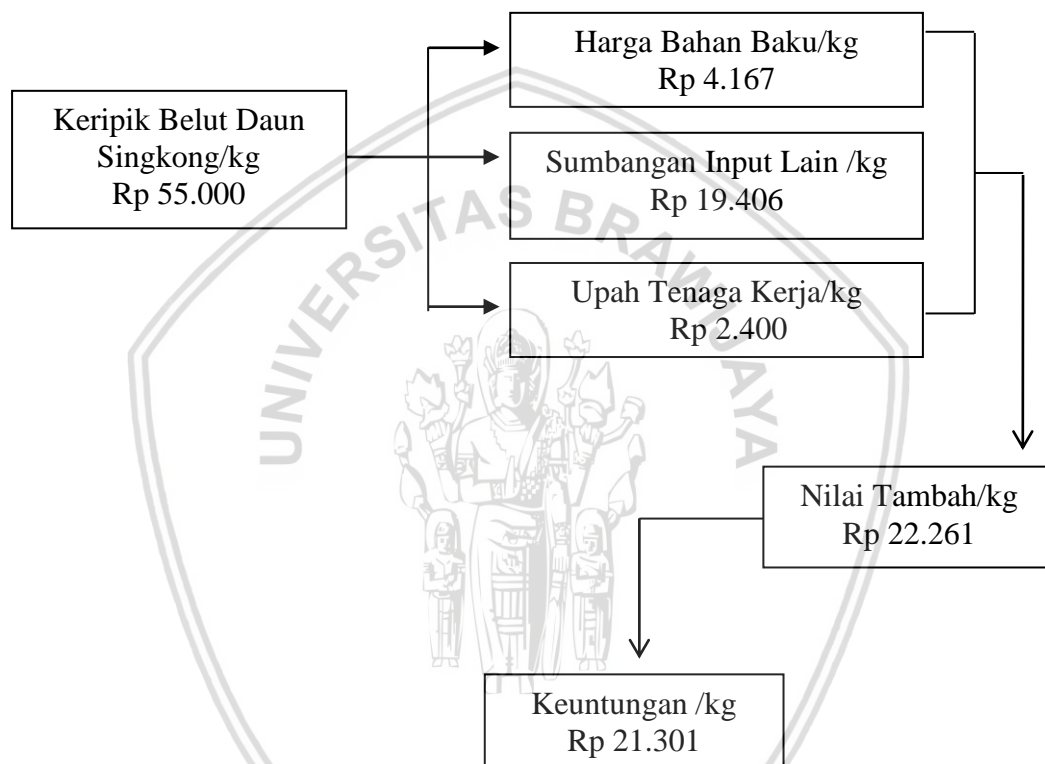 Harga Bahan Baku/kg
Rp 4.167
Keripik Belut Daun
Singkong/kg
Rp 55.000
Sumbangan Input Lain /kg
Rp 19.406
Upah Tenaga Kerja/kg
Rp 2.400
UNIVERSITAS BRAWIJAYA
Nilai Tambah/kg
Rp 22.261
Keuntungan /kg
Rp 21.301